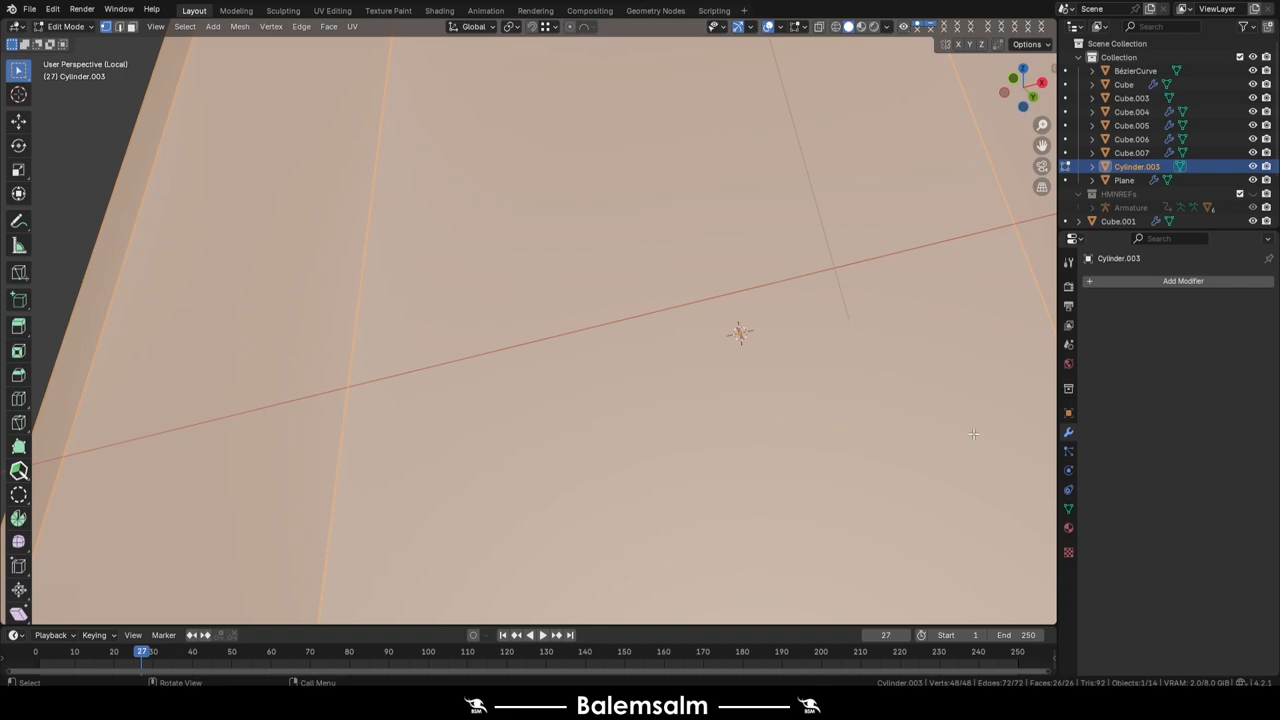 File Edit Render Window Help Layout Modeling Sculpting UV Editing Texture Paint Shading Animation Rendering Compositing Geometry Nodes Scripting + Scene ViewLayer
Edit Mode View Select Add Mesh Vertex Edge Face UV Global Search
X Y Z Options
User Perspective (Local)
(27) Cylinder.003
Z
X
Y
Scene Collection
Collection
BézierCurve
Cube
Cube.003
Cube.004
Cube.005
Cube.006
Cube.007
Cylinder.003
Plane
HMNREFs
Armature 6
Cube.001
Search
Cylinder.003
+ Add Modifier
Playback Keying View Marker 27 Start 1 End 250
0 10 20 27 30 40 50 60 70 80 90 100 110 120 130 140 150 160 170 180 190 200 210 220 230 240 250
Select Rotate View Call Menu Cylinder.003 | Verts:48/48 | Edges:72/72 | Faces:26/26 | Tris:92 | Objects:1/14 | VRAM: 2.0/8.0 GiB | 4.2.1
BSM Balemsalm BSM